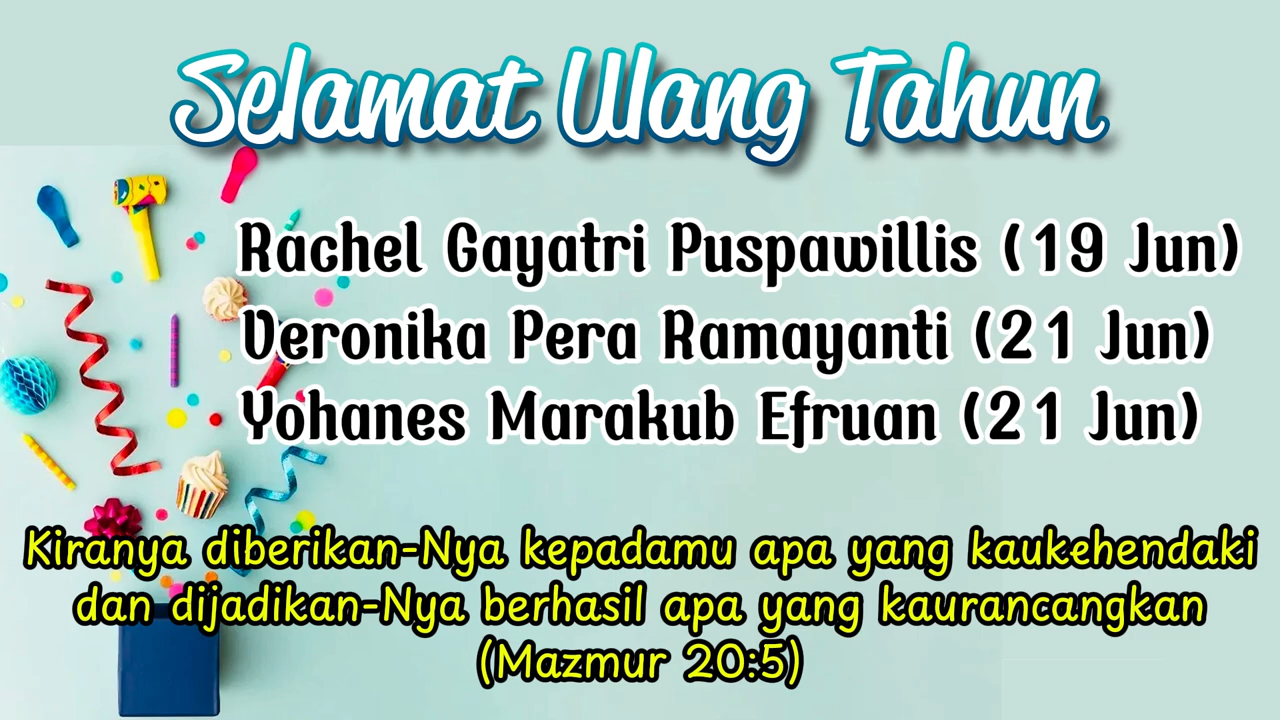 Selamat Ulang Tahun
Rachel Gayatri Puspawillis (19 Jun)
Veronika Pera Ramayanti (21 Jun)
Yohanes Marakub Efruan (21 Jun)
Kiranya diberikan-Nya kepadamu apa yang kaukehendaki
dan dijadikan-Nya berhasil apa yang kaurancangkan
(Mazmur 20:5)